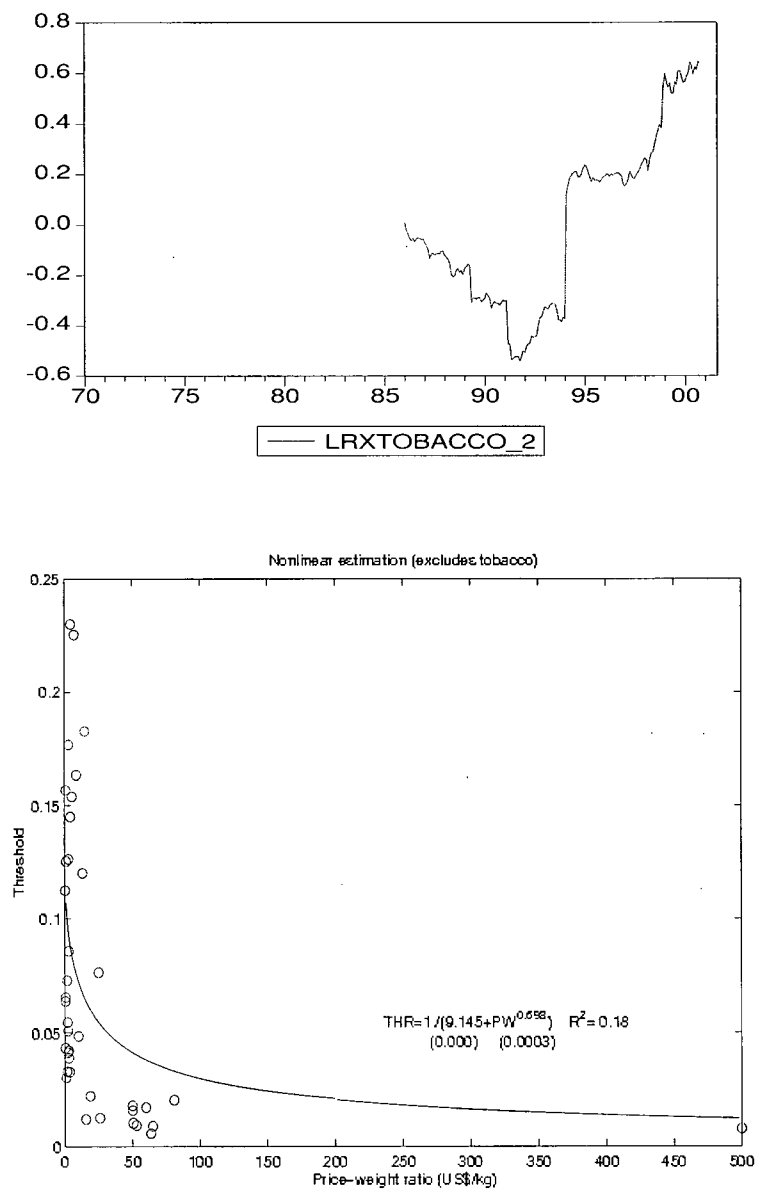 0.8
0.6
0.4
0.2
0.0
-0.2
-0.4
-0.6
70 75 80 85 90 95 00
LRXTOBACCO_2
Nonlinear estimation (excludes tobacco)
0.25
0.2
0.15
0.1
0.05
0
Threshold
THR=1/(9.145+PW^0.698) R^2=0.18
(0.000) (0.0003)
0 50 100 150 200 250 300 350 400 450 500
Price-weight ratio (US$/kg)